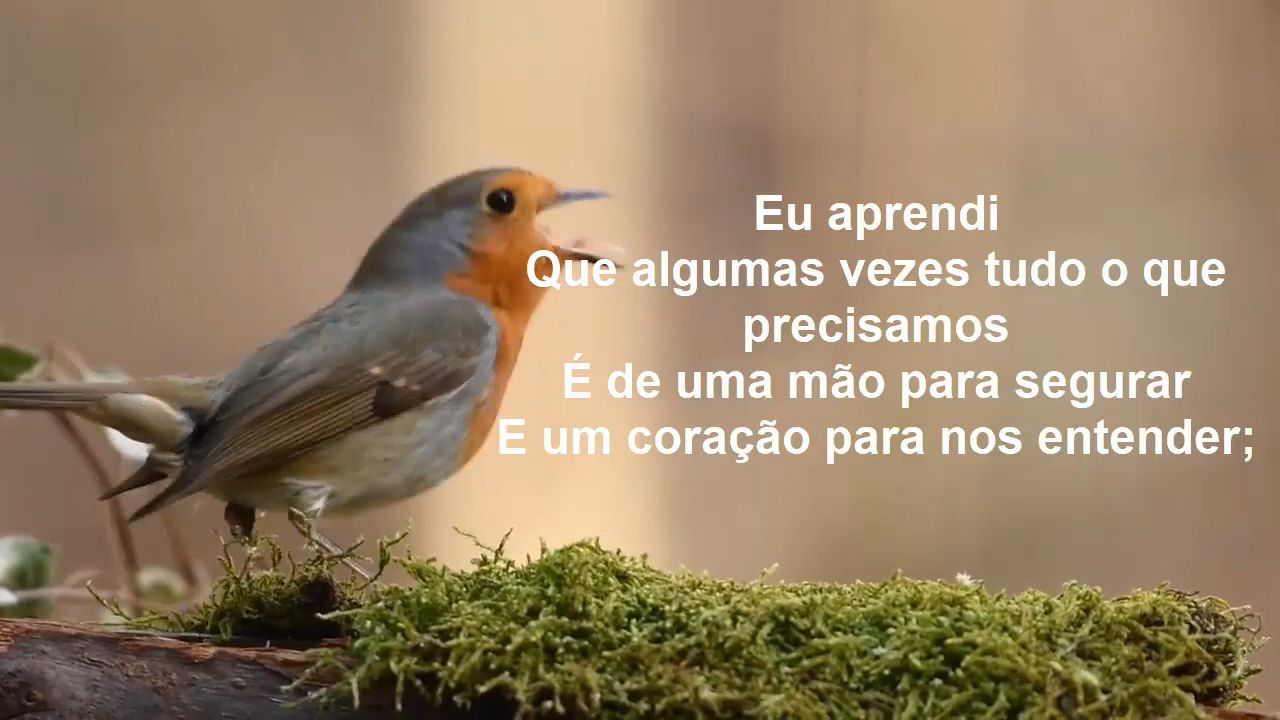 Eu aprendi
Que algumas vezes tudo o que
precisamos
É de uma mão para segurar
E um coração para nos entender;